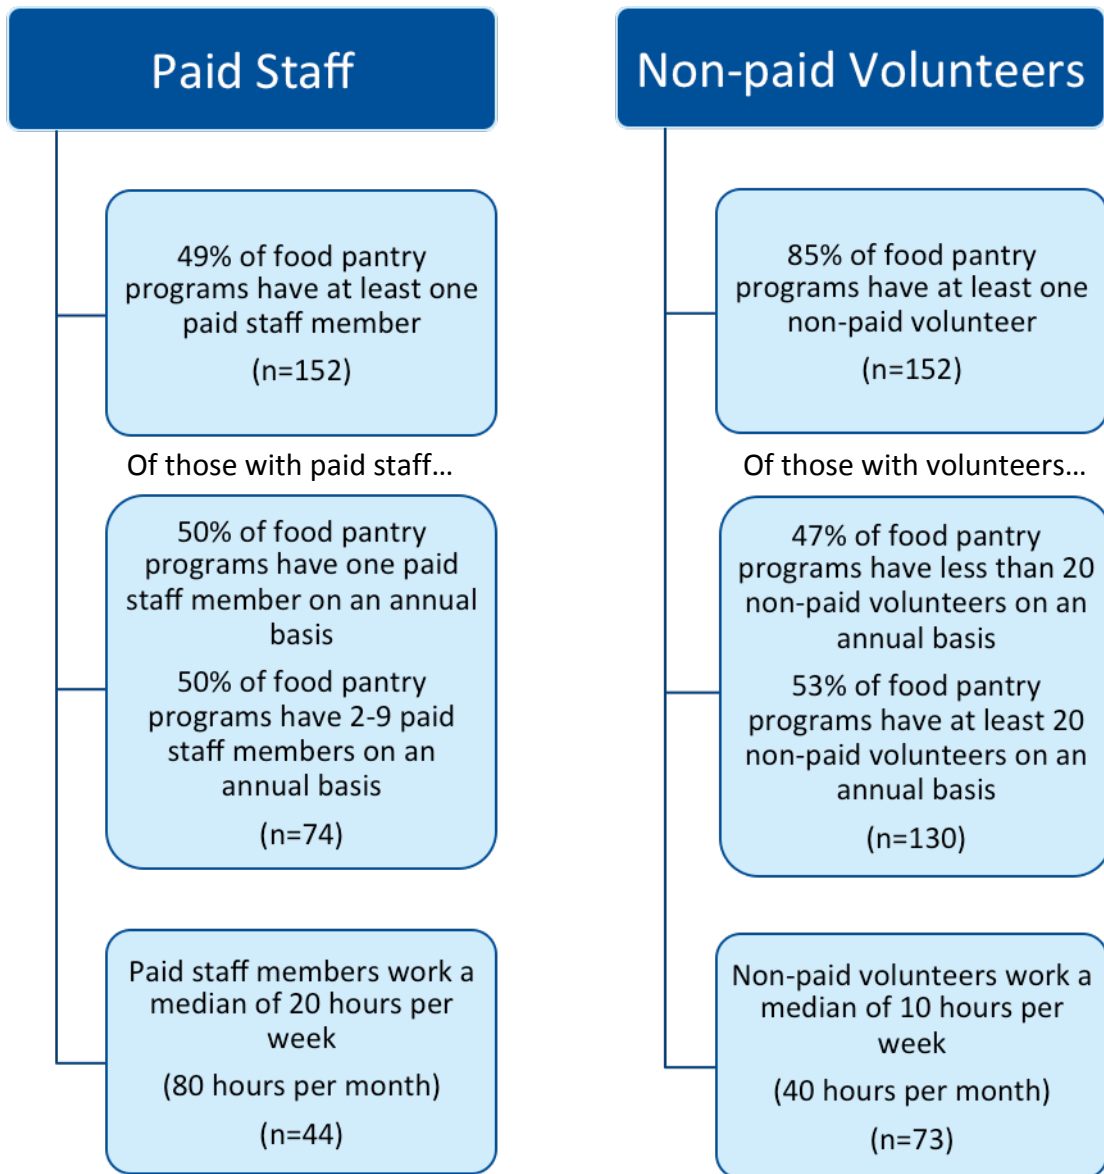 Paid Staff
49% of food pantry
programs have at least one
paid staff member
(n=152)
Of those with paid staff…
50% of food pantry
programs have one paid
staff member on an annual
basis
50% of food pantry
programs have 2-9 paid
staff members on an
annual basis
(n=74)
Paid staff members work a
median of 20 hours per
week
(80 hours per month)
(n=44)
Non-paid Volunteers
85% of food pantry
programs have at least one
non-paid volunteer
(n=152)
Of those with volunteers…
47% of food pantry
programs have less than 20
non-paid volunteers on an
annual basis
53% of food pantry
programs have at least 20
non-paid volunteers on an
annual basis
(n=130)
Non-paid volunteers work a
median of 10 hours per
week
(40 hours per month)
(n=73)